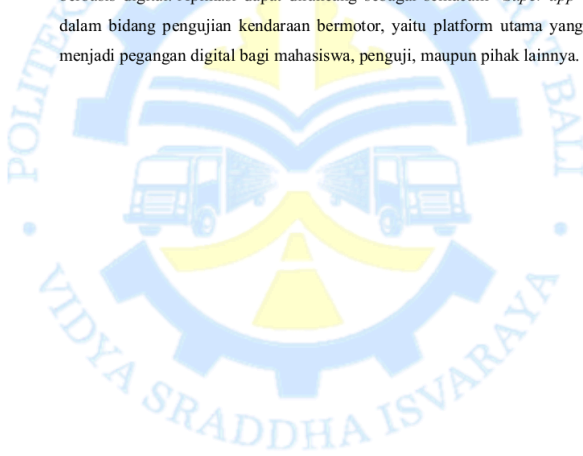 dalam bidang pengujian kendaraan bermotor, yaitu platform utama yang
menjadi pegangan digital bagi mahasiswa, penguji, maupun pihak lainnya.
BALI
• VIDYA SRADDHA ISVARAYA •